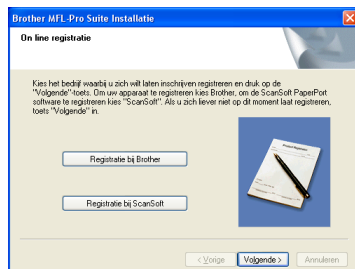 Brother MFL-Pro Suite Installatie
On line registratie
Kies het bedrijf waarbij u zich wilt laten inschrijven registreren en druk op de
"Volgende"-toets. Om uw apparaat te registreren kies Brother, om de ScanSoft PaperPort
software te registreren kies "ScanSoft". Als u zich liever niet op dit moment laat registreren,
toets "Volgende" in.
Registratie bij Brother
Registratie bij ScanSoft
< Vorige
Volgende >
Annuleren